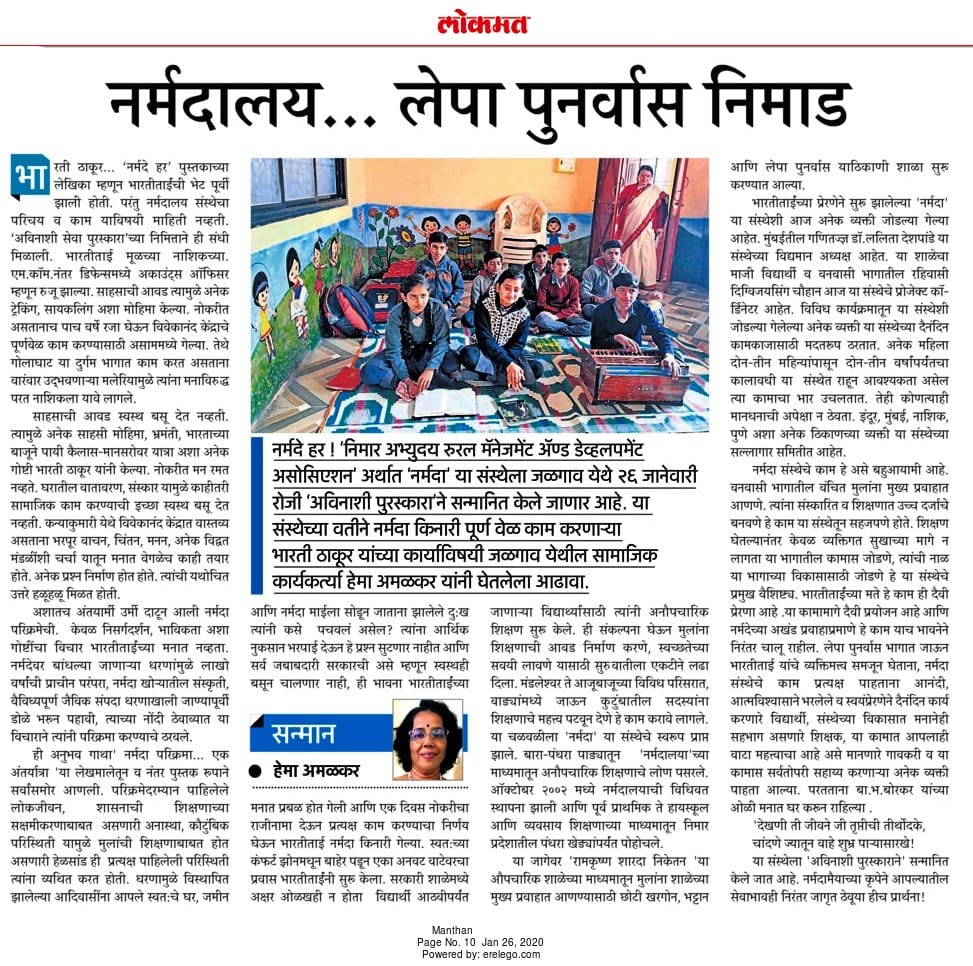 लोकमत
नर्मदालय... लेपा पुनर्वास निमाड
भारती ठाकूर... 'नर्मदे हर' पुस्तकाच्या
लेखिका म्हणून भारतीताईंची भेट पूर्वी
झाली होती. परंतु नर्मदालय संस्थेचा
परिचय व काम याविषयी माहिती नव्हती.
'अविनाशी सेवा पुरस्कारा'च्या निमित्ताने ही संधी
मिळाली. भारतीताई मूळच्या नाशिकच्या.
एम.कॉम.नंतर डिफेन्समध्ये अकाउंट्स ऑफिसर
म्हणून रुजू झाल्या. साहसाची आवड त्यामुळे अनेक
ट्रेकिंग, सायकलिंग अशा मोहिमा केल्या. नोकरीत
असतानाच पाच वर्षे रजा घेऊन विवेकानंद केंद्राचे
पूर्णवेळ काम करण्यासाठी असाममध्ये गेल्या. तेथे
गोलाघाट या दुर्गम भागात काम करत असताना
वारंवार उद्‌भवणाऱ्या मलेरियामुळे त्यांना मनाविरुद्ध
परत नाशिकला यावे लागले.
साहसाची आवड स्वस्थ बसू देत नव्हती.
त्यामुळे अनेक साहसी मोहिमा, भ्रमंती, भारताच्या
बाजूने पायी कैलास-मानसरोवर यात्रा अशा अनेक
गोष्टी भारती ठाकूर यांनी केल्या. नोकरीत मन रमत
नव्हते. घरातील वातावरण, संस्कार यामुळे काहीतरी
सामाजिक काम करण्याची इच्छा स्वस्थ बसू देत
नव्हती. कन्याकुमारी येथे विवेकानंद केंद्रात वास्तव्य
असताना भरपूर वाचन, चिंतन, मनन, अनेक विद्वत
मंडळींशी चर्चा यातून मनात वेगळेच काही तयार
होते. अनेक प्रश्न निर्माण होत होते. त्यांची यथोचित
उत्तरे हळूहळू मिळत होती.
अशातच अंतयार्मी उर्मी दाटून आली नर्मदा
परिक्रमेची. केवळ निसर्गदर्शन, भाविकता अशा
गोष्टींचा विचार भारतीताईंच्या मनात नव्हता.
नर्मदेवर बांधल्या जाणाऱ्या धरणांमुळे लाखो
वर्षांची प्राचीन परंपरा, नर्मदा खोऱ्यातील संस्कृती,
वैविध्यपूर्ण जैविक संपदा धरणाखाली जाण्यापूर्वी
डोळे भरून पहावी, त्याच्या नोंदी ठेवाव्यात या
विचाराने त्यांनी परिक्रमा करण्याचे ठरवले.
ही अनुभव गाथा' नर्मदा परिक्रमा... एक
अंतर्यात्रा 'या लेखमालेतून व नंतर पुस्तक रूपाने
सर्वांसमोर आणली. परिक्रमेदरम्यान पाहिलेले
लोकजीवन, शासनाची शिक्षणाच्या
सक्षमीकरणाबाबत असणारी अनास्था, कौटुंबिक
परिस्थिती यामुळे मुलांची शिक्षणाबाबत होत
असणारी हेळसांड ही प्रत्यक्ष पाहिलेली परिस्थिती
त्यांना व्यथित करत होती. धरणामुळे विस्थापित
झालेल्या आदिवासींना आपले स्वत:चे घर, जमीन
नर्मदे हर ! 'निमार अभ्युदय रुरल मॅनेजमेंट ॲण्ड डेव्हलपमेंट
असोसिएशन' अर्थात 'नर्मदा' या संस्थेला जळगाव येथे २६ जानेवारी
रोजी 'अविनाशी पुरस्कारा'ने सन्मानित केले जाणार आहे. या
संस्थेच्या वतीने नर्मदा किनारी पूर्ण वेळ काम करणाऱ्या
भारती ठाकूर यांच्या कार्याविषयी जळगाव येथील सामाजिक
कार्यकर्त्या हेमा अमळकर यांनी घेतलेला आढावा.
आणि नर्मदा माईला सोडून जाताना झालेले दु:ख
त्यांनी कसे पचवलं असेल? त्यांना आर्थिक
नुकसान भरपाई देऊन हे प्रश्न सुटणार नाहीत आणि
सर्व जबाबदारी सरकारची असे म्हणून स्वस्थही
बसून चालणार नाही, ही भावना भारतीताईंच्या
सन्मान
● हेमा अमळकर
मनात प्रबळ होत गेली आणि एक दिवस नोकरीचा
राजीनामा देऊन प्रत्यक्ष काम करण्याचा निर्णय
घेऊन भारतीताई नर्मदा किनारी गेल्या. स्वत:च्या
कंफर्ट झोनमधून बाहेर पडून एका अनवट वाटेवरचा
प्रवास भारतीताईंनी सुरू केला. सरकारी शाळेमध्ये
अक्षर ओळखही न होता विद्यार्थी आठवीपर्यंत
जाणाऱ्या विद्यार्थ्यांसाठी त्यांनी अनौपचारिक
शिक्षण सुरू केले. ही संकल्पना घेऊन मुलांना
शिक्षणाची आवड निर्माण करणे, स्वच्छतेच्या
सवयी लावणे यासाठी सुरुवातीला एकटीने लढा
दिला. मंडलेश्वर ते आजूबाजूच्या विविध परिसरात,
वाड्यांमध्ये जाऊन कुटुंबातील सदस्यांना
शिक्षणाचे महत्त्व पटवून देणे हे काम करावे लागले.
या चळवळीला 'नर्मदा' या संस्थेचे स्वरूप प्राप्त
झाले. बारा-पंधरा पाड्यातून 'नर्मदालया'च्या
माध्यमातून अनौपचारिक शिक्षणाचे लोण पसरले.
ऑक्टोबर २००२ मध्ये नर्मदालयाची विधिवत
स्थापना झाली आणि पूर्व प्राथमिक ते हायस्कूल
आणि व्यवसाय शिक्षणाच्या माध्यमातून निमार
प्रदेशातील पंधरा खेड्यांपर्यंत पोहोचले.
या जागेवर 'रामकृष्ण शारदा निकेतन 'या
औपचारिक शाळेच्या माध्यमातून मुलांना शाळेच्या
मुख्य प्रवाहात आणण्यासाठी छोटी खरगोन, भट्टान
आणि लेपा पुनर्वास याठिकाणी शाळा सुरू
करण्यात आल्या.
भारतीताईंच्या प्रेरणेने सुरू झालेल्या 'नर्मदा'
या संस्थेशी आज अनेक व्यक्ती जोडल्या गेल्या
आहेत. मुंबईतील गणितज्ज्ञ डॉ.ललिता देशपांडे या
संस्थेच्या विद्यमान अध्यक्ष आहेत. या शाळेचा
माजी विद्यार्थी व वनवासी भागातील रहिवासी
दिग्विजयसिंग चौहान आज या संस्थेचे प्रोजेक्ट कॉ-
र्डिनेटर आहेत. विविध कार्यक्रमातून या संस्थेशी
जोडल्या गेलेल्या अनेक व्यक्ती या संस्थेच्या दैनंदिन
कामकाजासाठी मदतरूप ठरतात. अनेक महिला
दोन-तीन महिन्यांपासून दोन-तीन वर्षांपर्यंतचा
कालावधी या संस्थेत राहून आवश्यकता असेल
त्या कामाचा भार उचलतात. तेही कोणत्याही
मानधनाची अपेक्षा न ठेवता. इंदूर, मुंबई, नाशिक,
पुणे अशा अनेक ठिकाणच्या व्यक्ती या संस्थेच्या
सल्लागार समितीत आहेत.
नर्मदा संस्थेचे काम हे असे बहुआयामी आहे.
वनवासी भागातील वंचित मुलांना मुख्य प्रवाहात
आणणे. त्यांना संस्कारित व शिक्षणात उच्च दर्जाचे
बनवणे हे काम या संस्थेतून सहजपणे होते. शिक्षण
घेतल्यानंतर केवळ व्यक्तिगत सुखाच्या मागे न
लागता या भागातील कामास जोडणे, त्यांची नाळ
या भागाच्या विकासासाठी जोडणे हे या संस्थेचे
प्रमुख वैशिष्ट्य. भारतीताईंच्या मते हे काम ही दैवी
प्रेरणा आहे .या कामामागे दैवी प्रयोजन आहे आणि
नर्मदेच्या अखंड प्रवाहाप्रमाणे हे काम याच भावनेने
निरंतर चालू राहील. लेपा पुनर्वास भागात जाऊन
भारतीताई यांचे व्यक्तिमत्त्व समजून घेताना, नर्मदा
संस्थेचे काम प्रत्यक्ष पाहताना आनंदी,
आत्मविश्वासाने भरलेले व स्वयंप्रेरणेने दैनंदिन कार्य
करणारे विद्यार्थी, संस्थेच्या विकासात मनानेही
सहभाग असणारे शिक्षक, या कामात आपलाही
वाटा महत्त्वाचा आहे असे मानणारे गावकरी व या
कामास सर्वतोपरी सहाय्य करणाऱ्या अनेक व्यक्ती
पाहता आल्या. परतताना बा.भ.बोरकर यांच्या
ओळी मनात घर करून राहिल्या .
'देखणी ती जीवने जी तृप्तीची तीर्थोदके,
चांदणे ज्यातून वाहे शुभ्र पाऱ्यासारखे!
या संस्थेला 'अविनाशी पुरस्काराने' सन्मानित
केले जात आहे. नर्मदामैयाच्या कृपेने आपल्यातील
सेवाभावही निरंतर जागृत ठेवूया हीच प्रार्थना!
Manthan
Page No. 10 Jan 26, 2020
Powered by: erelego.com